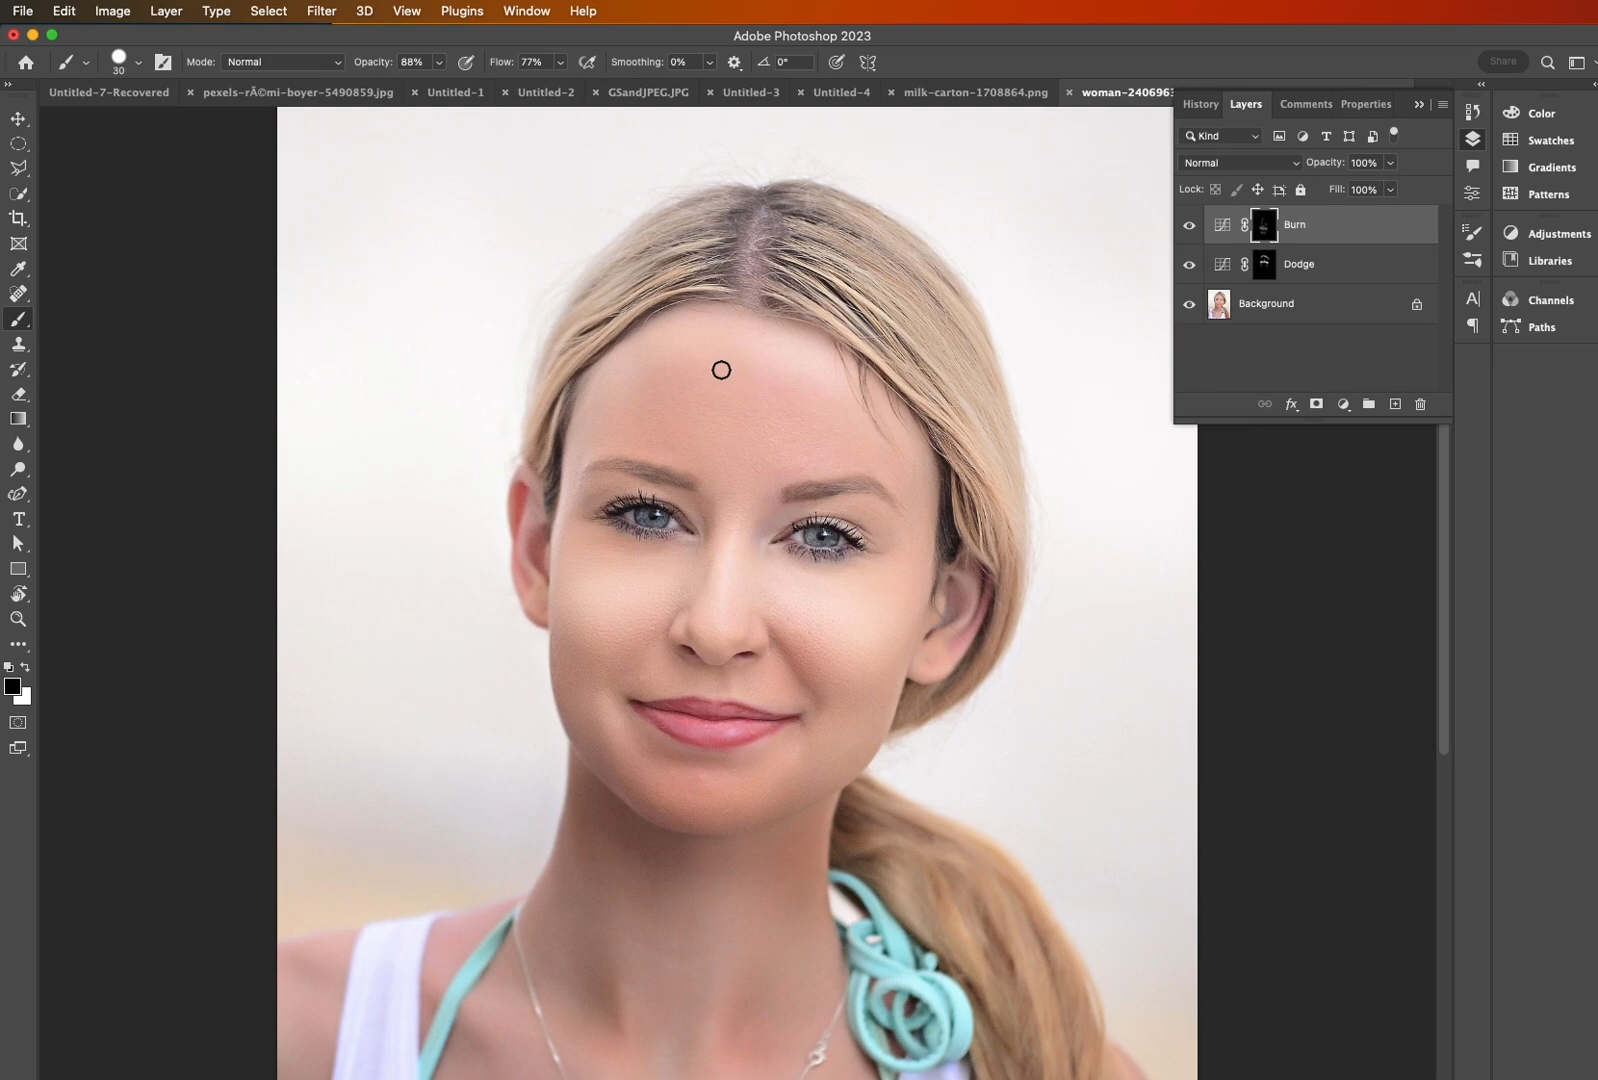 File Edit Image Layer Type Select Filter 3D View Plugins Window Help
Adobe Photoshop 2023
30 Mode: Normal Opacity: 88% Flow: 77% Smoothing: 0% 0° Share
Untitled-7-Recovered × pexels-rÃ©mi-boyer-5490859.jpg × Untitled-1 × Untitled-2 × GSandJPEG.JPG × Untitled-3 × Untitled-4 × milk-carton-1708864.png × woman-2406963
History Layers Comments Properties
Kind
Normal Opacity: 100%
Lock: Fill: 100%
Burn
Dodge
Background
Color
Swatches
Gradients
Patterns
Adjustments
Libraries
Channels
Paths